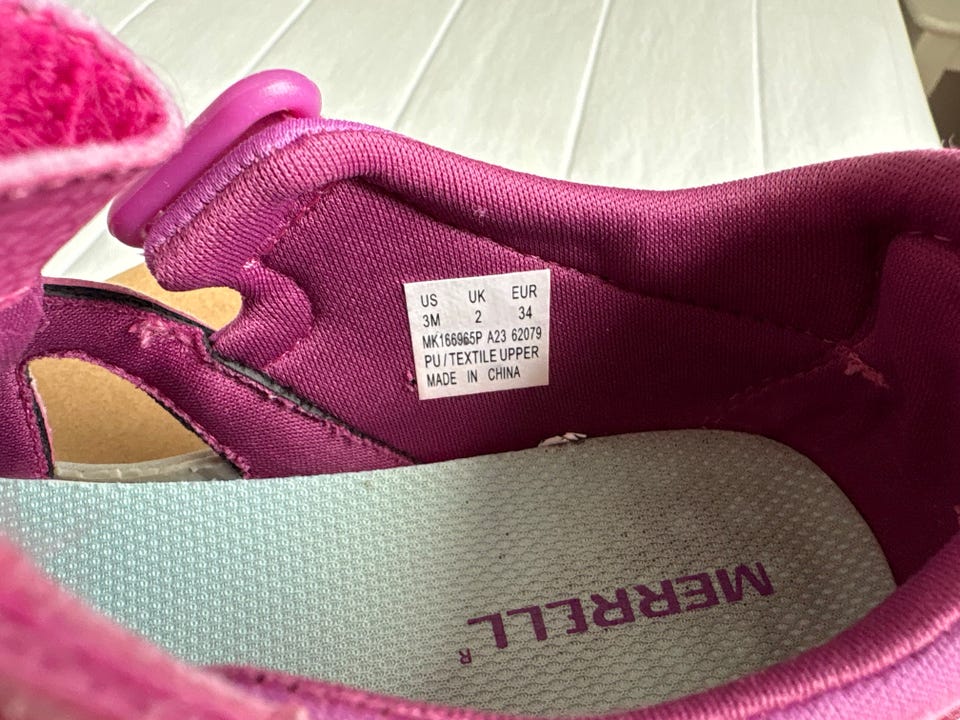 US UK EUR
3M 2 34
MK166965P A23 62079
PU / TEXTILE UPPER
MADE IN CHINA
MERRELL®